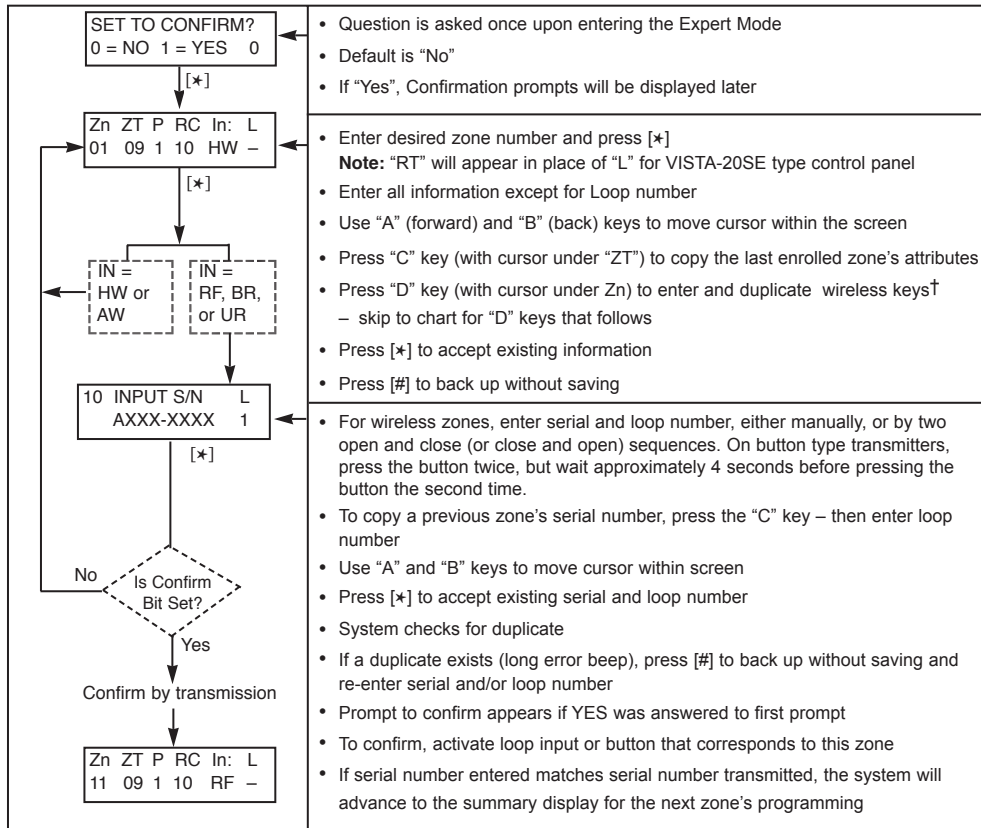 SET TO CONFIRM?
0 = NO 1 = YES 0
[★]
• Question is asked once upon entering the Expert Mode
• Default is “No”
• If “Yes”, Confirmation prompts will be displayed later
Zn ZT P RC In: L
01 09 1 10 HW –
[★]
• Enter desired zone number and press [★]
Note: “RT” will appear in place of “L” for VISTA-20SE type control panel
• Enter all information except for Loop number
• Use “A” (forward) and “B” (back) keys to move cursor within the screen
• Press “C” key (with cursor under “ZT”) to copy the last enrolled zone’s attributes
• Press “D” key (with cursor under Zn) to enter and duplicate wireless keys†
– skip to chart for “D” keys that follows
• Press [★] to accept existing information
• Press [#] to back up without saving
IN =
HW or
AW
IN =
RF, BR,
or UR
10 INPUT S/N L
AXXX-XXXX 1
[★]
• For wireless zones, enter serial and loop number, either manually, or by two
open and close (or close and open) sequences. On button type transmitters,
press the button twice, but wait approximately 4 seconds before pressing the
button the second time.
• To copy a previous zone’s serial number, press the “C” key – then enter loop
number
• Use “A” and “B” keys to move cursor within screen
• Press [★] to accept existing serial and loop number
• System checks for duplicate
• If a duplicate exists (long error beep), press [#] to back up without saving and
re-enter serial and/or loop number
• Prompt to confirm appears if YES was answered to first prompt
• To confirm, activate loop input or button that corresponds to this zone
• If serial number entered matches serial number transmitted, the system will
advance to the summary display for the next zone’s programming
No
Is Confirm
Bit Set?
Yes
Confirm by transmission
Zn ZT P RC In: L
11 09 1 10 RF –